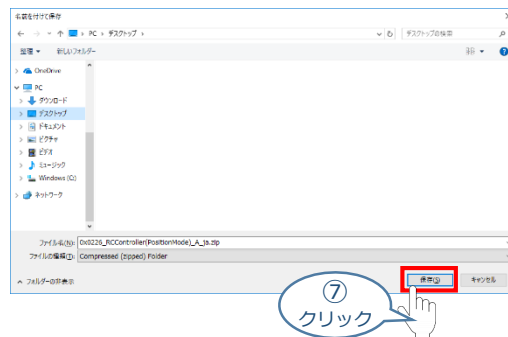 名前を付けて保存
PC › デスクトップ ›
デスクトップの検索
整理 ▼ 新しいフォルダー
OneDrive
PC
ダウンロード
デスクトップ
ドキュメント
ピクチャ
ビデオ
ミュージック
Windows (C:)
ネットワーク
ファイル名(N): 0x0226_RCController(PositionMode)_A_ja.zip
ファイルの種類(T): Compressed (zipped) Folder
フォルダーの非表示
保存(S) キャンセル
⑦
クリック